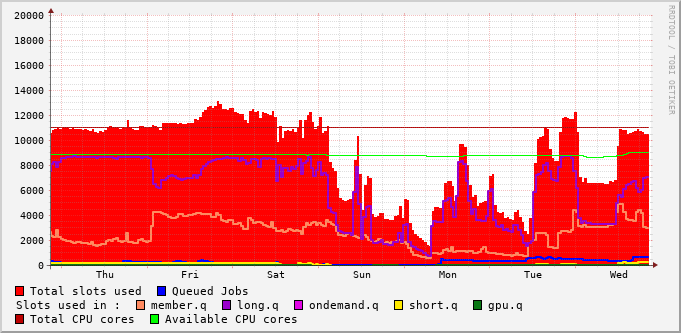 RRDTOOL / TOBI OETIKER
20000
18000
16000
14000
12000
10000
8000
6000
4000
2000
0
Thu Fri Sat Sun Mon Tue Wed
Total slots used Queued Jobs
Slots used in : member.q long.q ondemand.q short.q gpu.q
Total CPU cores Available CPU cores